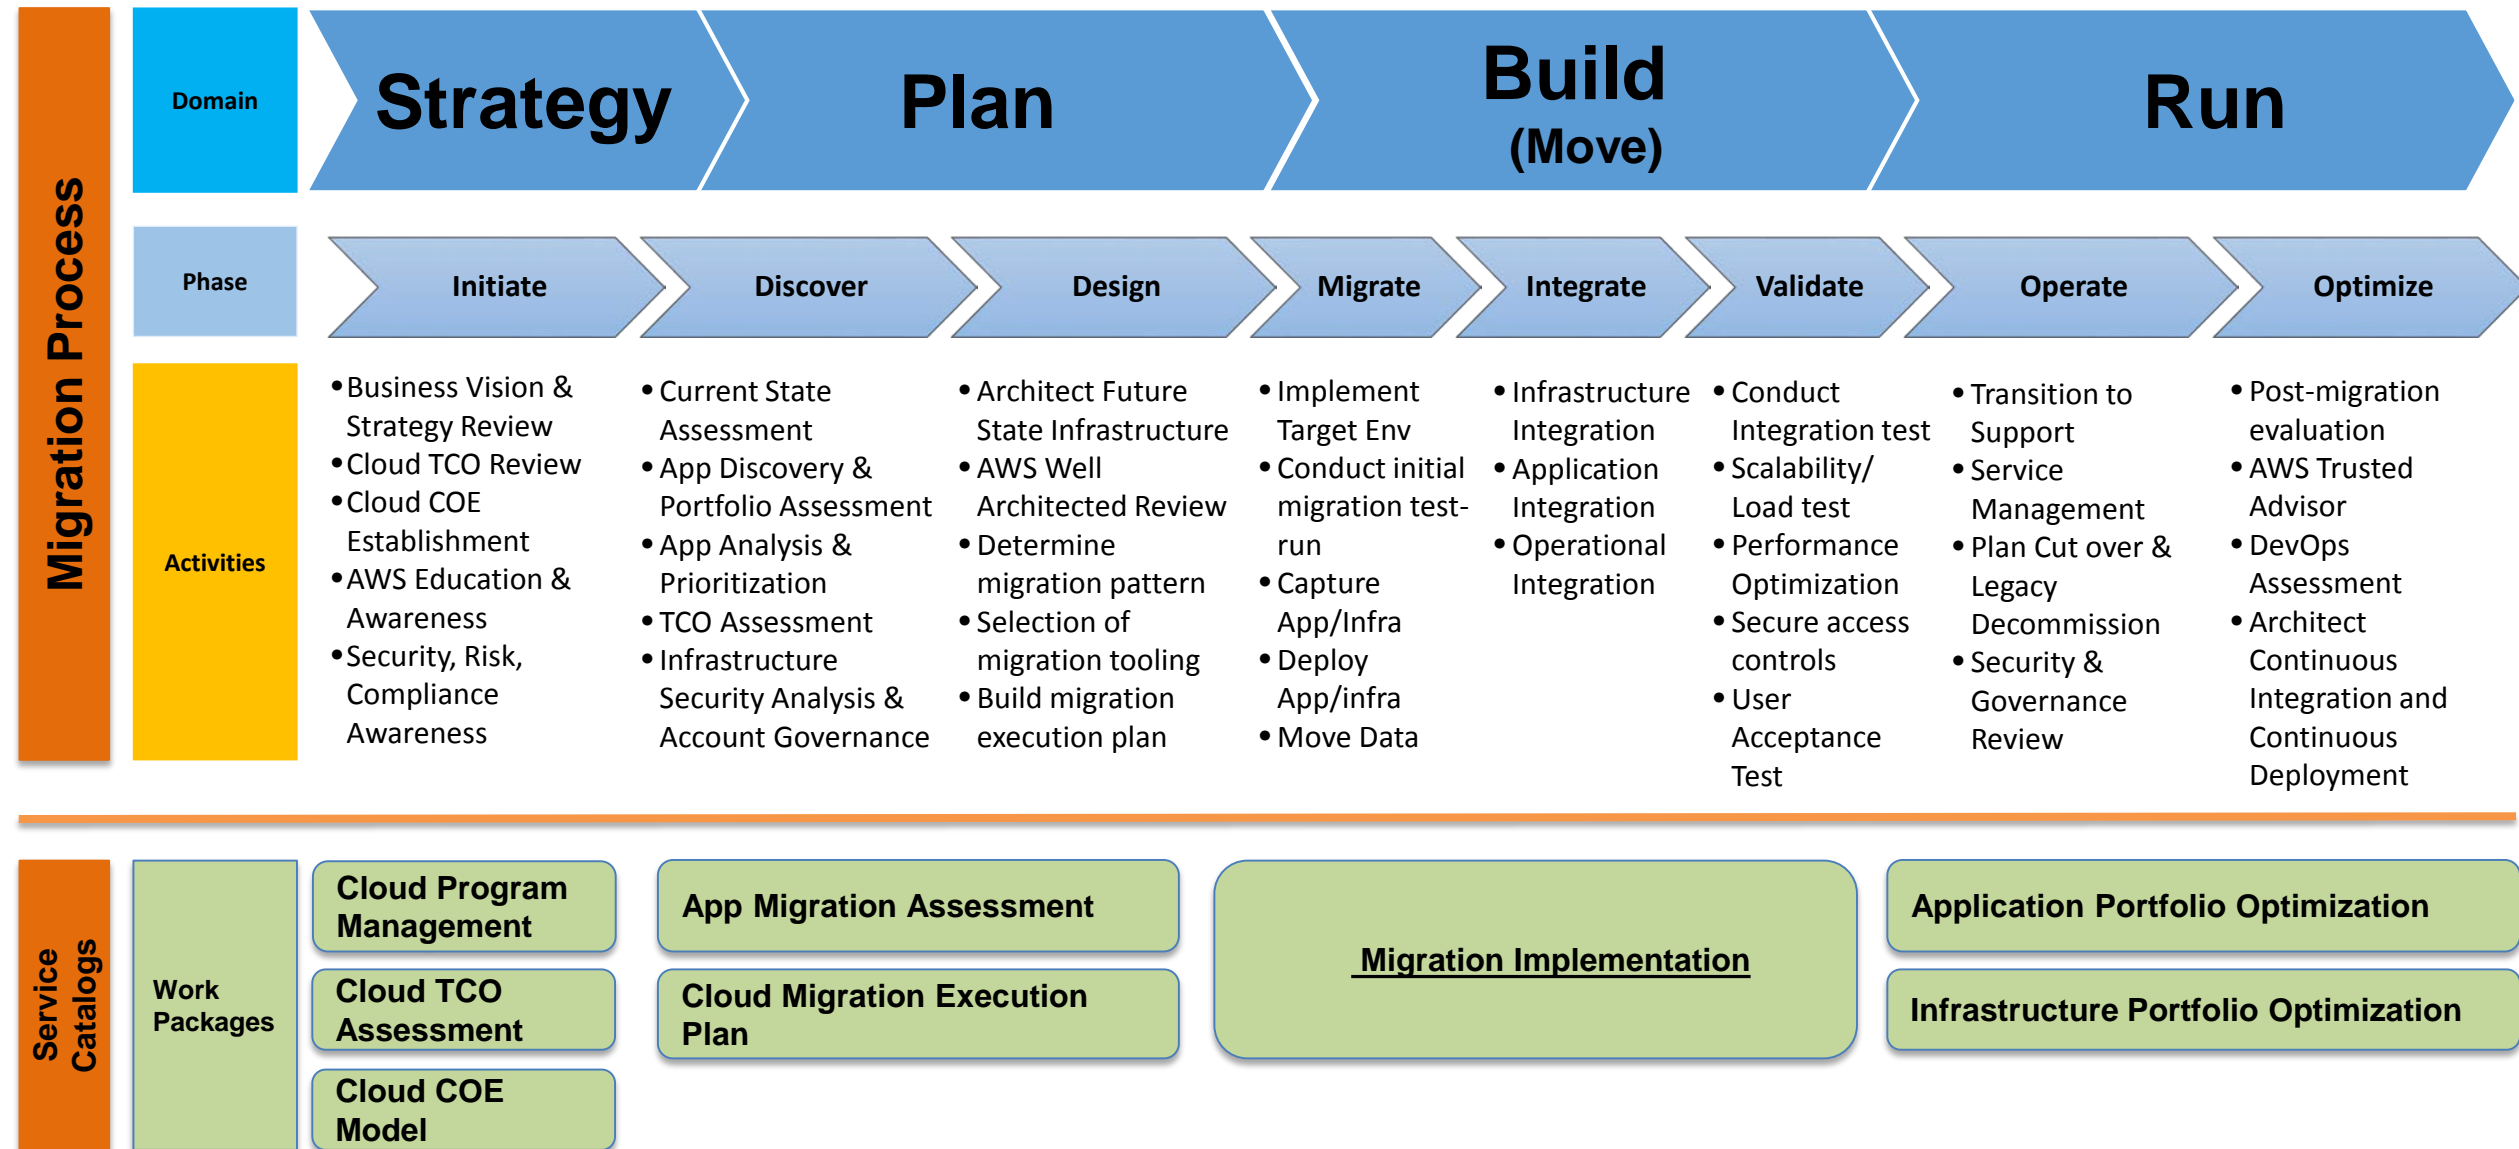 Migration Process
Domain
Strategy
Plan
Build
(Move)
Run
Phase
Initiate
Discover
Design
Migrate
Integrate
Validate
Operate
Optimize
Activities
•Business Vision &
Strategy Review
•Cloud TCO Review
•Cloud COE
Establishment
•AWS Education &
Awareness
•Security, Risk,
Compliance
Awareness
• Current State
Assessment
• App Discovery &
Portfolio Assessment
• App Analysis &
Prioritization
• TCO Assessment
• Infrastructure
Security Analysis &
Account Governance
• Architect Future
State Infrastructure
• AWS Well
Architected Review
• Determine
migration pattern
• Selection of
migration tooling
• Build migration
execution plan
• Implement
Target Env
• Conduct initial
migration test-
run
• Capture
App/Infra
• Deploy
App/infra
• Move Data
• Infrastructure
Integration
• Application
Integration
• Operational
Integration
• Conduct
Integration test
• Scalability/
Load test
• Performance
Optimization
• Secure access
controls
• User
Acceptance
Test
• Transition to
Support
• Service
Management
• Plan Cut over &
Legacy
Decommission
• Security &
Governance
Review
• Post-migration
evaluation
• AWS Trusted
Advisor
• DevOps
Assessment
• Architect
Continuous
Integration and
Continuous
Deployment
Service
Catalogs
Work
Packages
Cloud Program
Management
Cloud TCO
Assessment
Cloud COE
Model
App Migration Assessment
Cloud Migration Execution
Plan
Migration Implementation
Application Portfolio Optimization
Infrastructure Portfolio Optimization